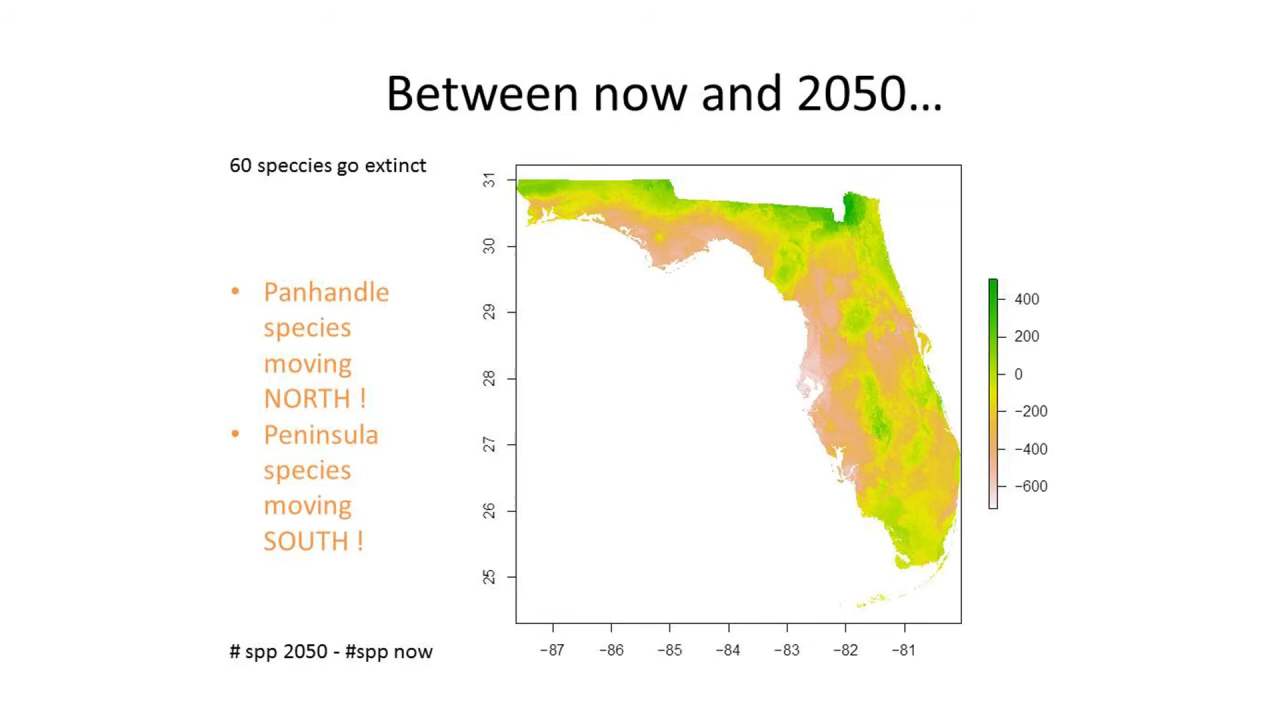 Between now and 2050...
60 speccies go extinct
• Panhandle
species
moving
NORTH !
• Peninsula
species
moving
SOUTH !
# spp 2050 - #spp now
31
30
29
28
27
26
25
−87 −86 −85 −84 −83 −82 −81
400
200
0
−200
−400
−600